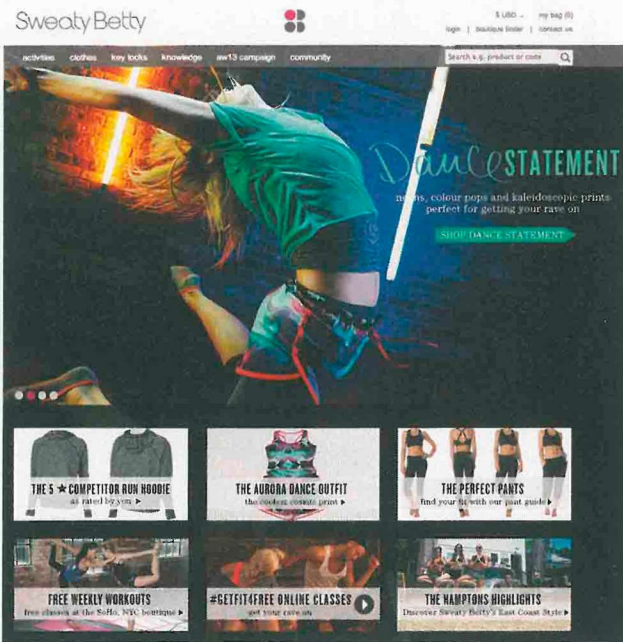 Sweaty Betty
$ USD
my bag (0)
login | boutique finder | contact us
activities clothes key looks knowledge aw13 campaign community
Search e.g. product or code
Dance STATEMENT
neons, colour pops and kaleidoscopic prints
perfect for getting your rave on
SHOP DANCE STATEMENT
THE 5 ★ COMPETITOR RUN HOODIE
as rated by you
THE AURORA DANCE OUTFIT
the coolest cosmic print
THE PERFECT PANTS
find your fit with our pant guide
FREE WEEKLY WORKOUTS
free classes at the SoHo, NYC boutique
#GETFIT4FREE ONLINE CLASSES
get your rave on
THE HAMPTONS HIGHLIGHTS
Discover Sweaty Betty's East Coast Style